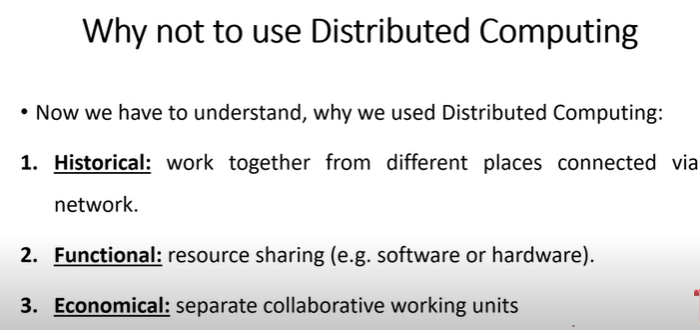 Why not to use Distributed Computing
• Now we have to understand, why we used Distributed Computing:
1. Historical: work together from different places connected via
network.
2. Functional: resource sharing (e.g. software or hardware).
3. Economical: separate collaborative working units